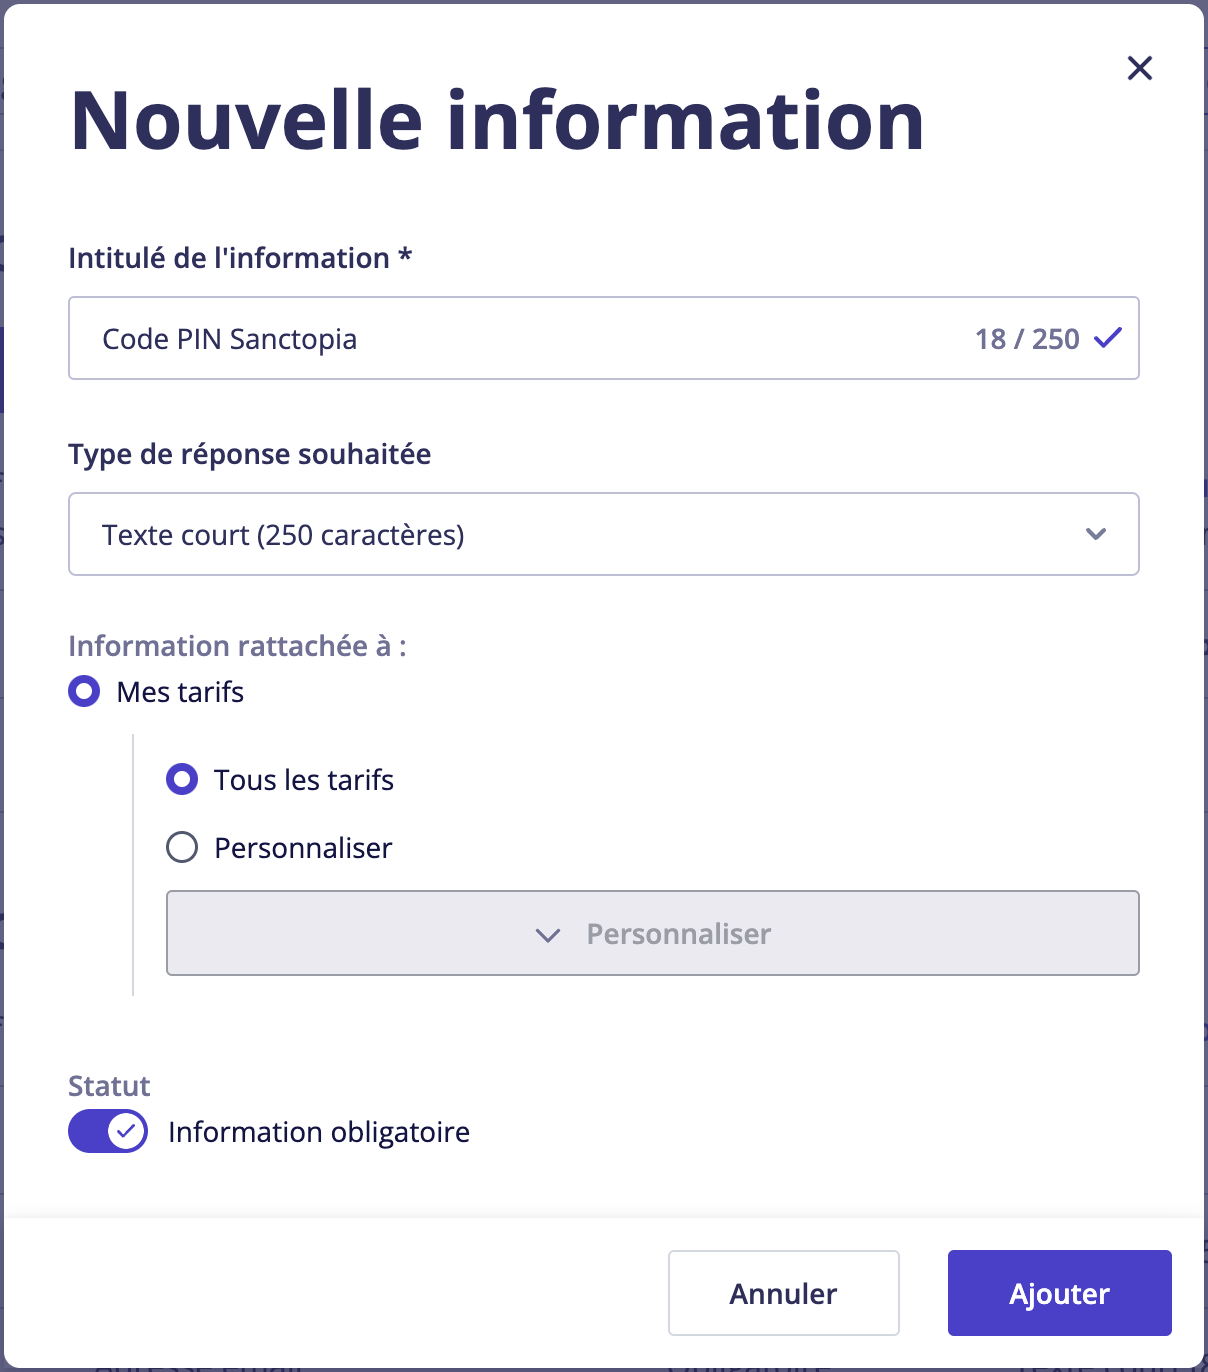 Nouvelle information
Intitulé de l'information *
Code PIN Sanctopia
18 / 250
Type de réponse souhaitée
Texte court (250 caractères)
Information rattachée à :
Mes tarifs
Tous les tarifs
Personnaliser
Personnaliser
Statut
Information obligatoire
Annuler
Ajouter